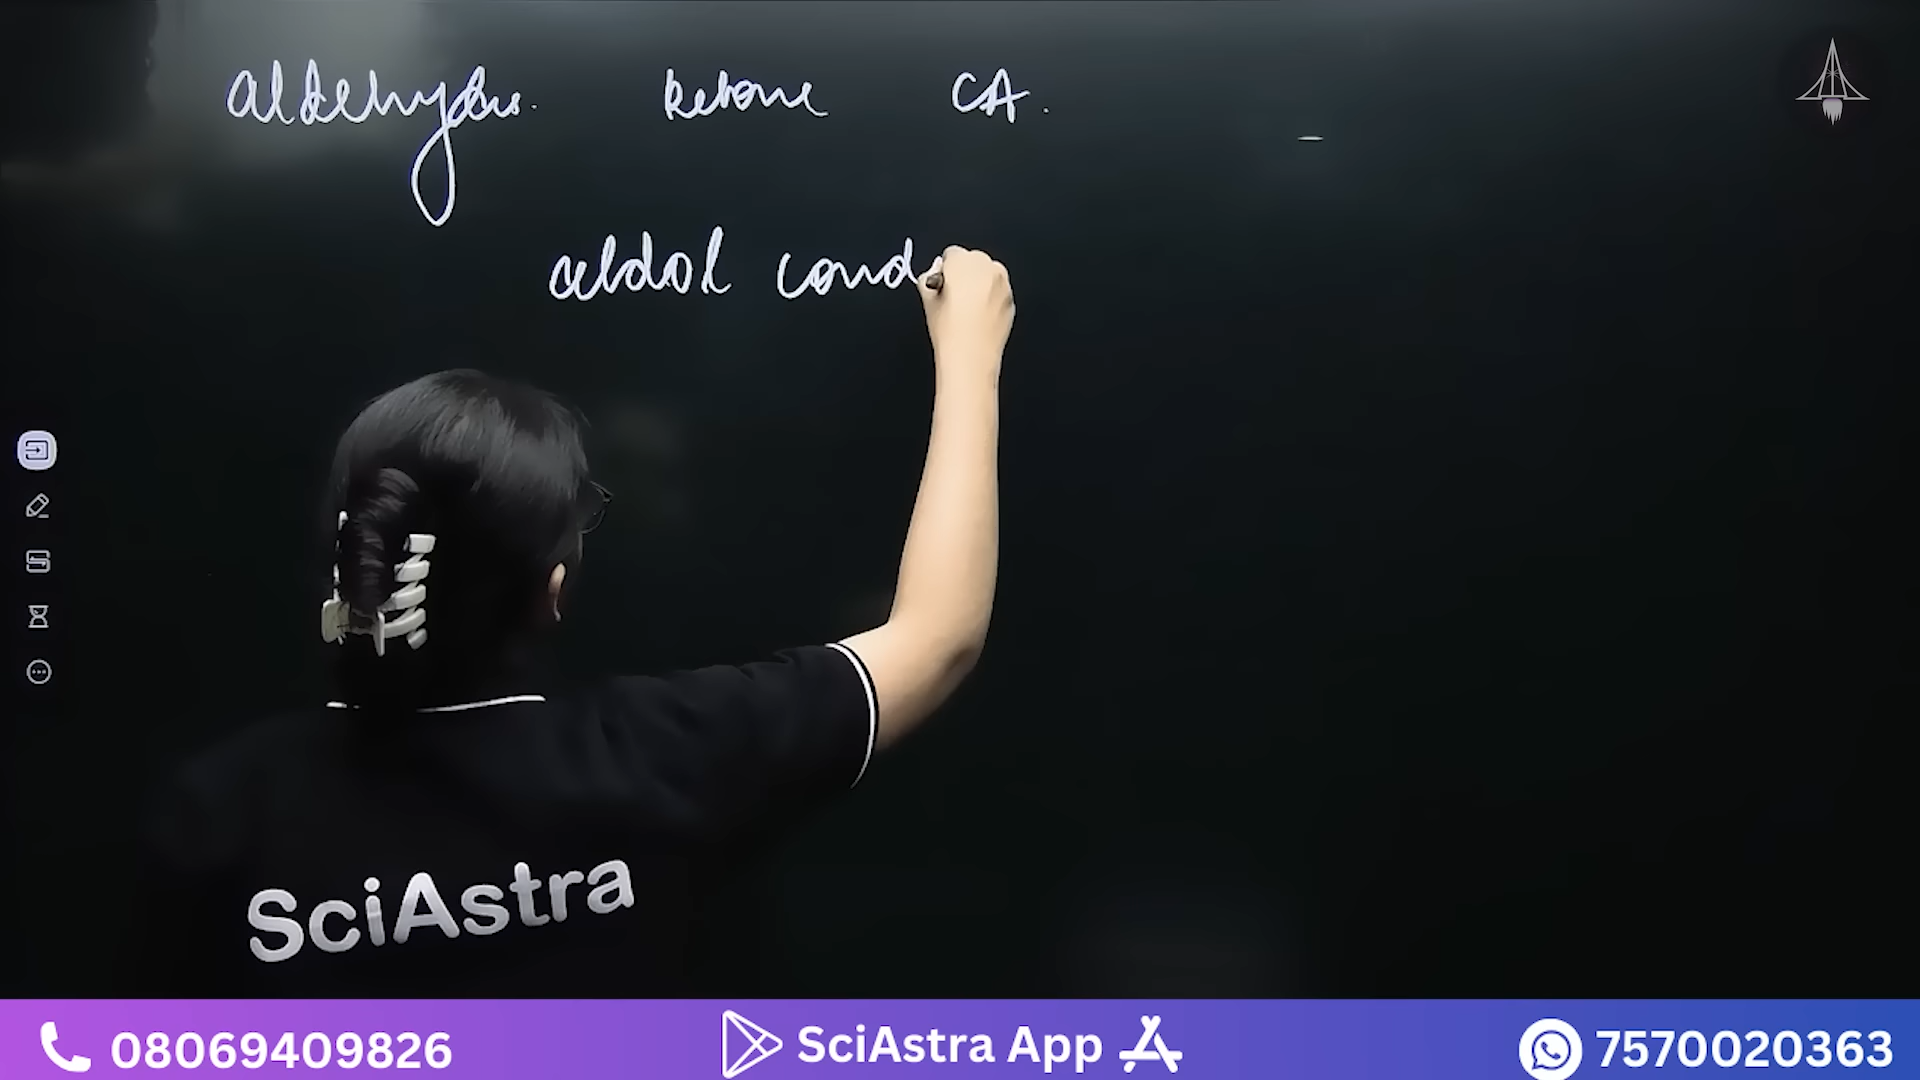 aldehydes. ketone CA.
aldol cond
SciAstra
08069409826 SciAstra App 7570020363